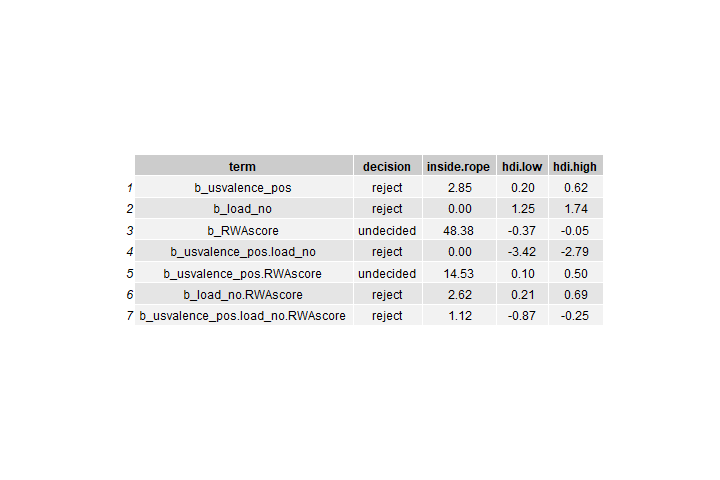 term decision inside.rope hdi.low hdi.high
1 b_usvalence_pos reject 2.85 0.20 0.62
2 b_load_no reject 0.00 1.25 1.74
3 b_RWAscore undecided 48.38 -0.37 -0.05
4 b_usvalence_pos.load_no reject 0.00 -3.42 -2.79
5 b_usvalence_pos.RWAscore undecided 14.53 0.10 0.50
6 b_load_no.RWAscore reject 2.62 0.21 0.69
7 b_usvalence_pos.load_no.RWAscore reject 1.12 -0.87 -0.25